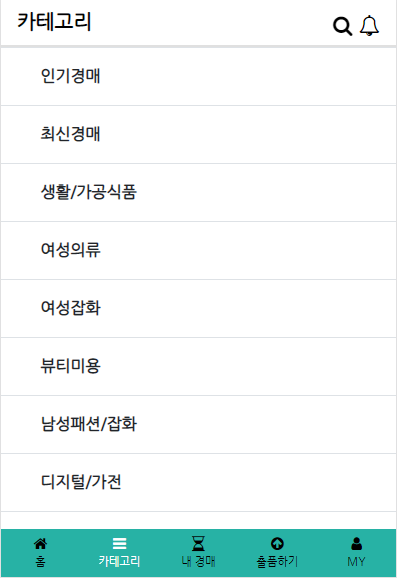 카테고리
인기경매
최신경매
생활/가공식품
여성의류
여성잡화
뷰티미용
남성패션/잡화
디지털/가전
홈 카테고리 내 경매 출품하기 MY